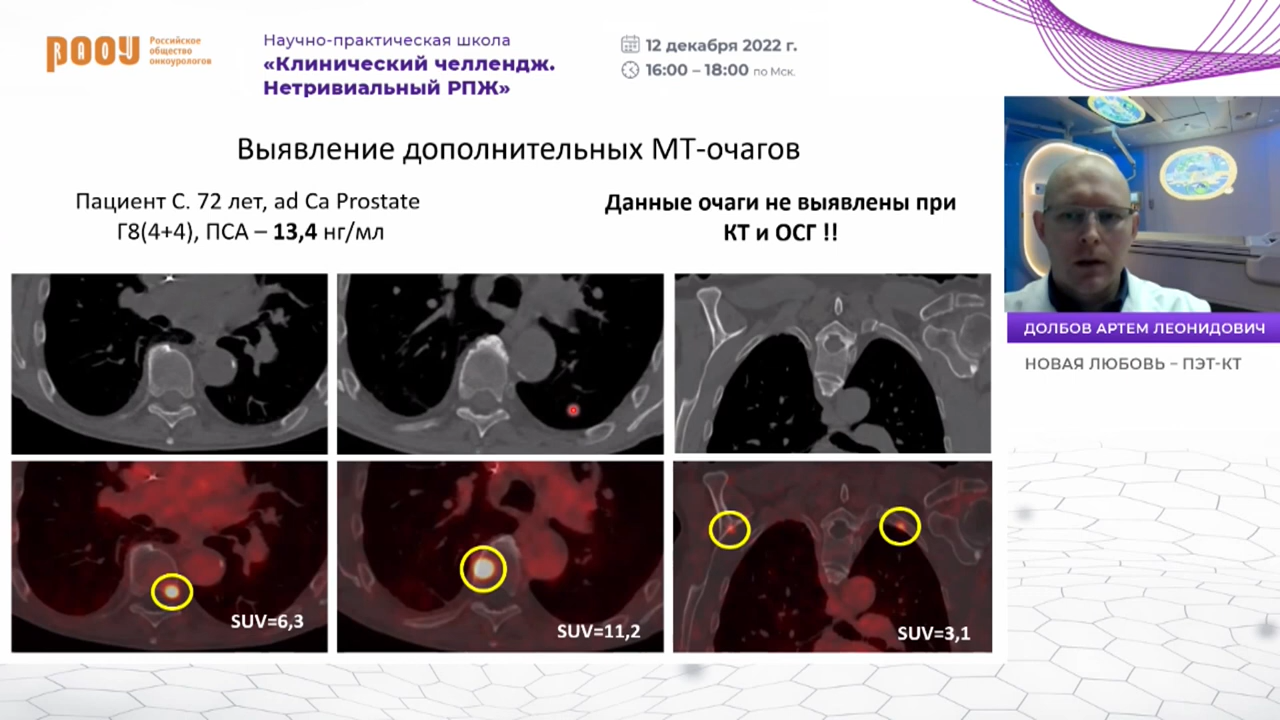 РАОУ
Российское
общество
онкоурологов
Научно-практическая школа
«Клинический челлендж.
Нетривиальный РПЖ»
12 декабря 2022 г.
16:00 – 18:00 по Мск.
Выявление дополнительных МТ-очагов
Пациент С. 72 лет, ad Ca Prostate
Г8(4+4), ПСА – 13,4 нг/мл
Данные очаги не выявлены при
КТ и ОСГ !!
SUV=6,3
SUV=11,2
SUV=3,1
ДОЛБОВ АРТЕМ ЛЕОНИДОВИЧ
НОВАЯ ЛЮБОВЬ – ПЭТ-КТ